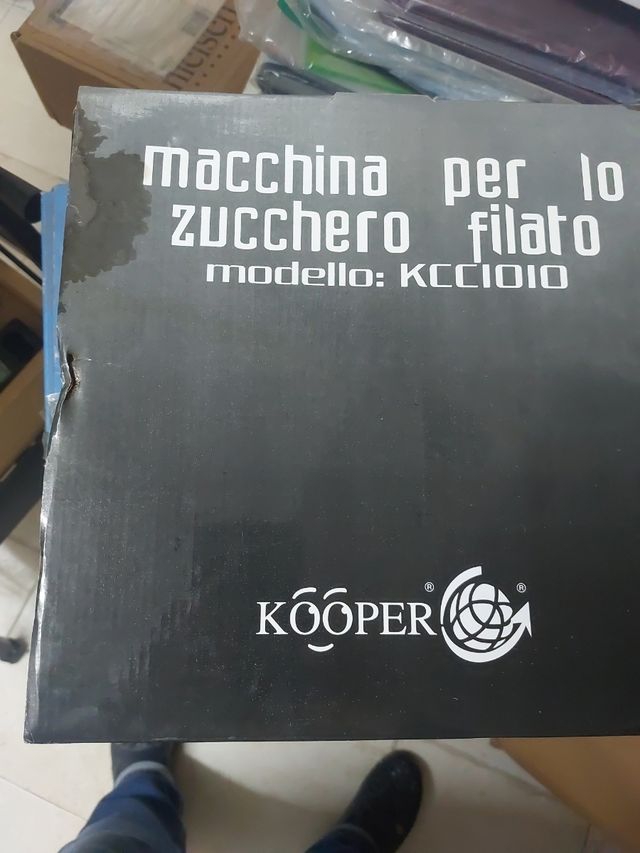 macchina per lo
zucchero filato
modello: KCC1010
KOOPER® ®